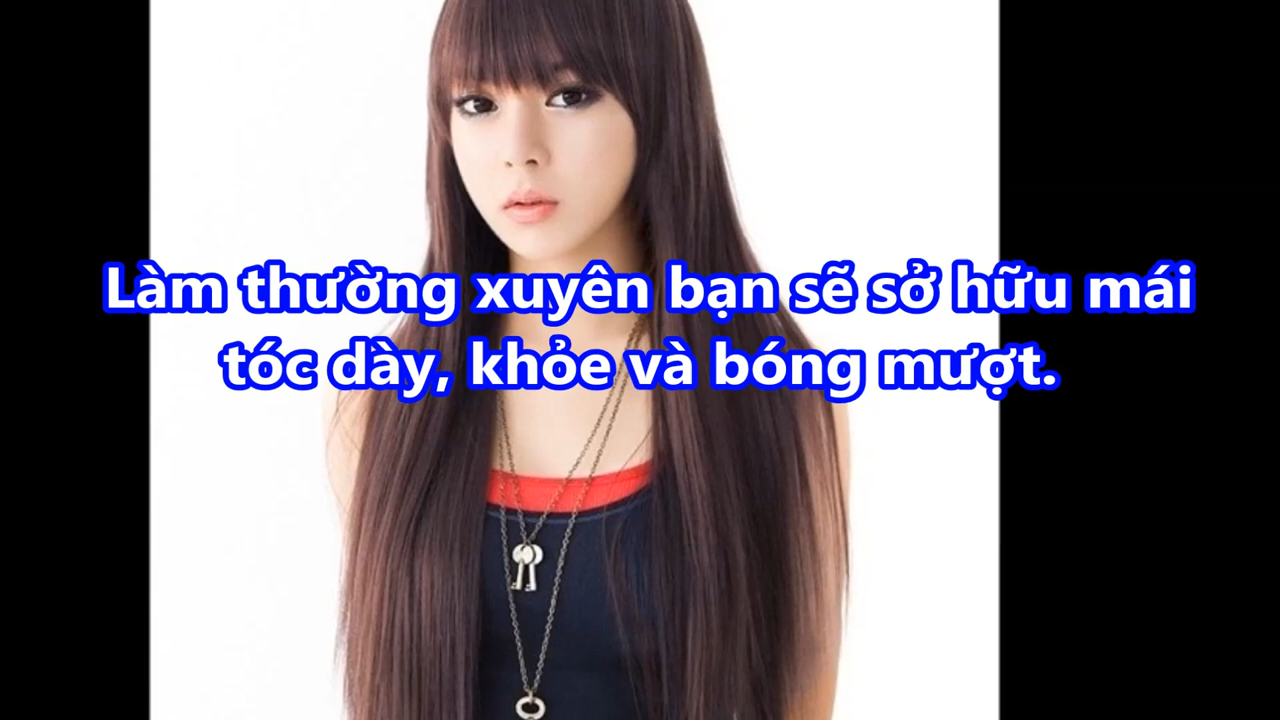 Làm thường xuyên bạn sẽ sở hữu mái
tóc dày, khỏe và bóng mượt.